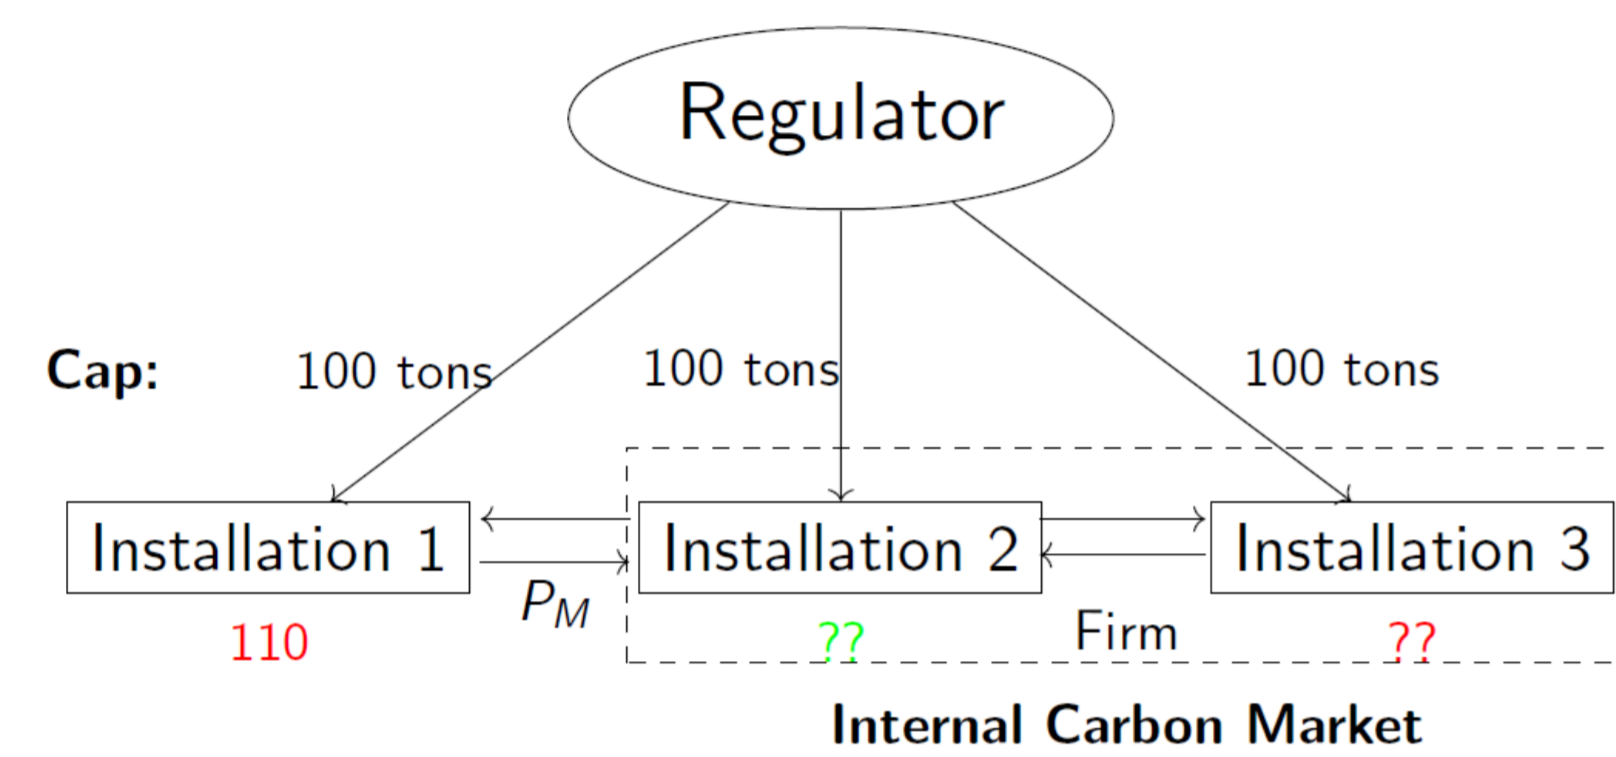 Regulator
Cap: 100 tons 100 tons 100 tons
Installation 1 Installation 2 Installation 3
P_M
110 ?? Firm ??
Internal Carbon Market